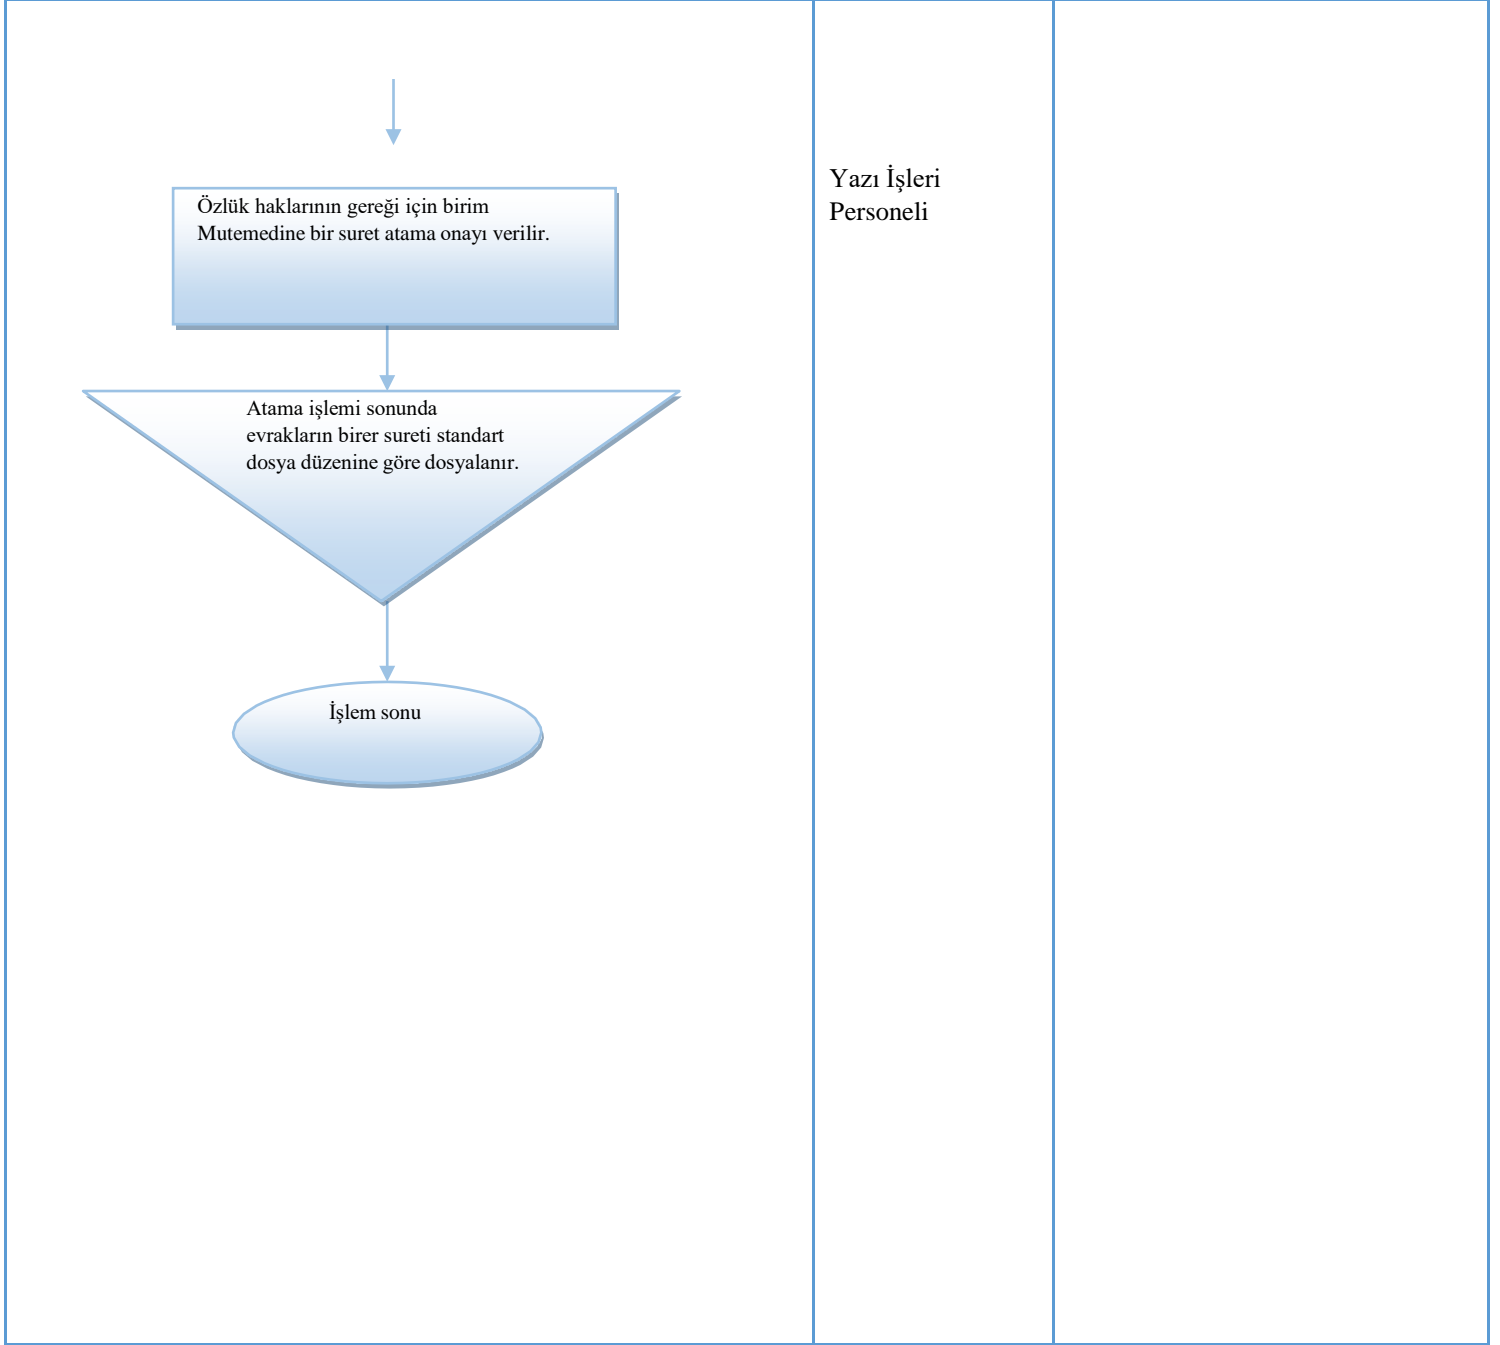 Yazı İşleri
Personeli
Özlük haklarının gereği için birim
Mutemedine bir suret atama onayı verilir.
Atama işlemi sonunda
evrakların birer sureti standart
dosya düzenine göre dosyalanır.
İşlem sonu